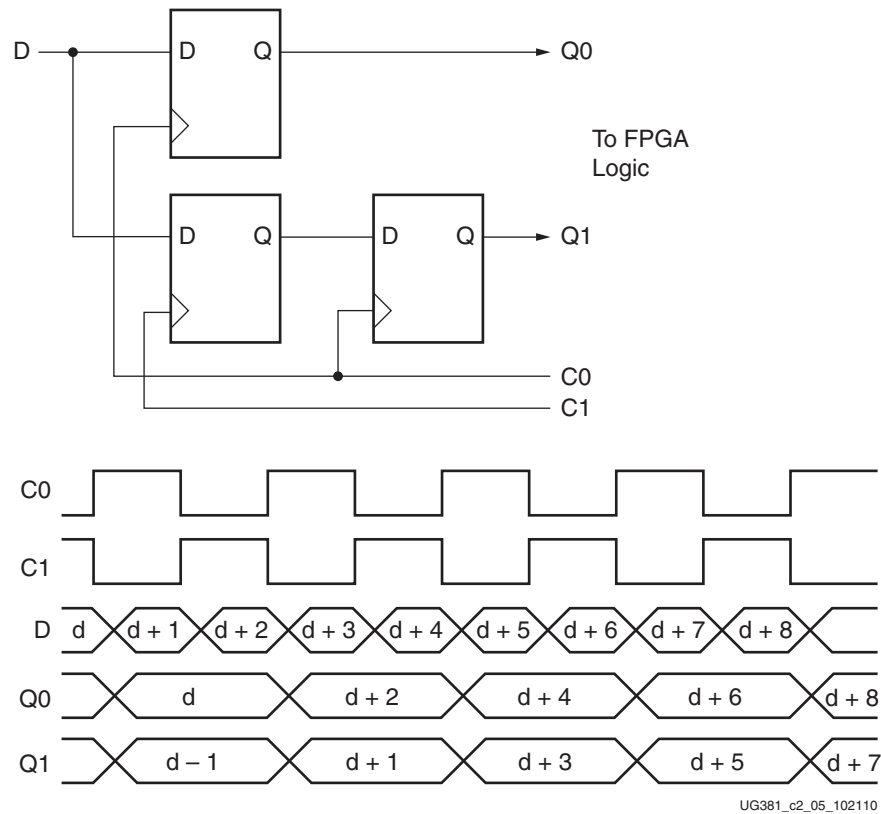 D D Q Q0
To FPGA
Logic
D Q D Q Q1
C0
C1
C0
C1
D d d + 1 d + 2 d + 3 d + 4 d + 5 d + 6 d + 7 d + 8
Q0 d d + 2 d + 4 d + 6 d + 8
Q1 d – 1 d + 1 d + 3 d + 5 d + 7
UG381_c2_05_102110